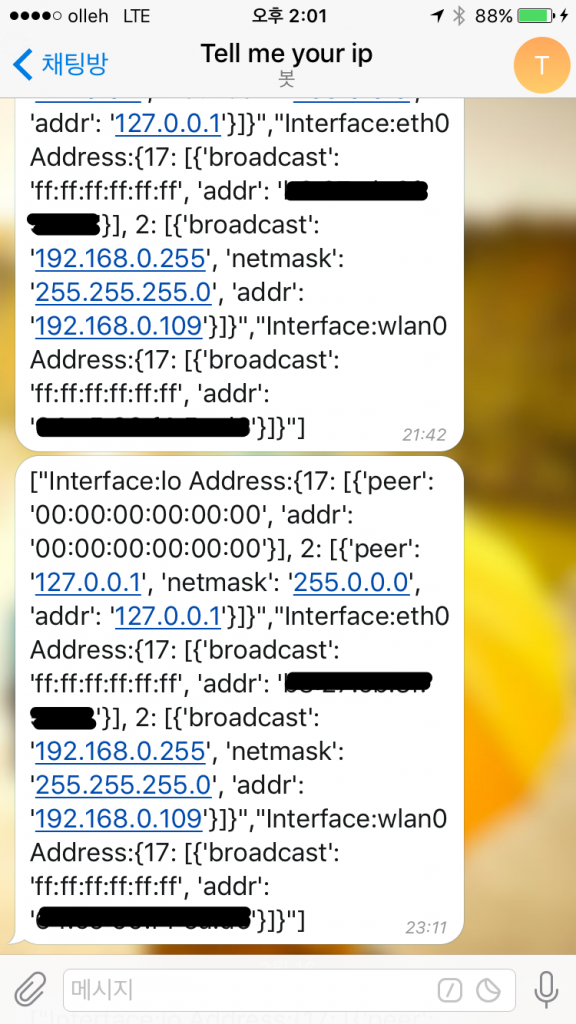 olleh LTE 오후 2:01 88%
채팅방 Tell me your ip T
봇
'addr': '127.0.0.1'}]}","Interface:eth0
Address:{17: [{'broadcast':
'ff:ff:ff:ff:ff:ff', 'addr': '
'}], 2: [{'broadcast':
'192.168.0.255', 'netmask':
'255.255.255.0', 'addr':
'192.168.0.109'}]}","Interface:wlan0
Address:{17: [{'broadcast':
'ff:ff:ff:ff:ff:ff', 'addr':
''}]}"] 21:42
["Interface:lo Address:{17: [{'peer':
'00:00:00:00:00:00', 'addr':
'00:00:00:00:00:00'}], 2: [{'peer':
'127.0.0.1', 'netmask': '255.0.0.0',
'addr': '127.0.0.1'}]}","Interface:eth0
Address:{17: [{'broadcast':
'ff:ff:ff:ff:ff:ff', 'addr': '
'}], 2: [{'broadcast':
'192.168.0.255', 'netmask':
'255.255.255.0', 'addr':
'192.168.0.109'}]}","Interface:wlan0
Address:{17: [{'broadcast':
'ff:ff:ff:ff:ff:ff', 'addr':
''}]}"] 23:11
메시지